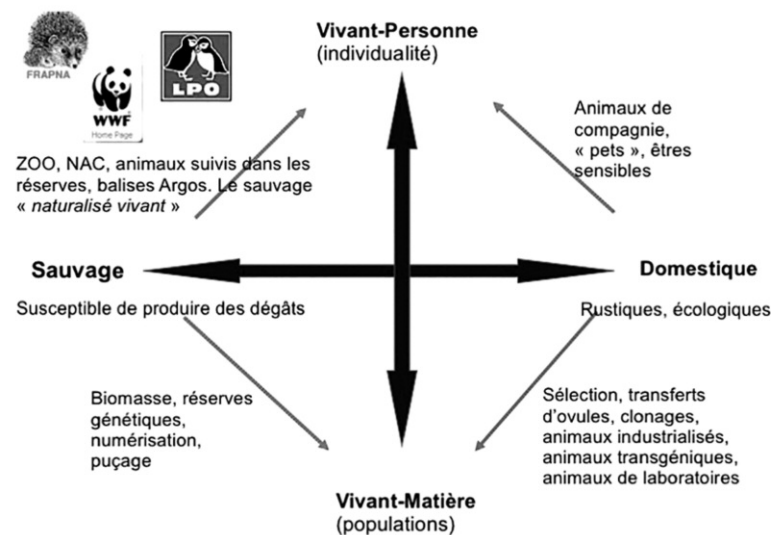 Vivant-Personne
(individualité)
FRAPNA
WWF
Home Page
LPO
ZOO, NAC, animaux suivis dans les
réserves, balises Argos. Le sauvage
« naturalisé vivant »
Animaux de
compagnie,
« pets », êtres
sensibles
Sauvage
Susceptible de produire des dégâts
Domestique
Rustiques, écologiques
Biomasse, réserves
génétiques,
numérisation,
puçage
Sélection, transferts
d'ovules, clonages,
animaux industrialisés,
animaux transgéniques,
animaux de laboratoires
Vivant-Matière
(populations)